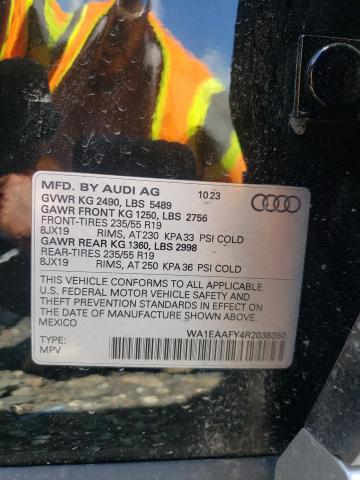 MFD. BY AUDI AG 10 23
GVWR KG 2490, LBS 5489
GAWR FRONT KG 1250, LBS 2756
FRONT-TIRES 235/55 R19
8JX19 RIMS, AT 230 KPA 33 PSI COLD
GAWR REAR KG 1360, LBS 2998
REAR-TIRES 235/55 R19
8JX19 RIMS, AT 250 KPA 36 PSI COLD
THIS VEHICLE CONFORMS TO ALL APPLICABLE
U.S. FEDERAL MOTOR VEHICLE SAFETY AND
THEFT PREVENTION STANDARDS IN EFFECT ON
THE DATE OF MANUFACTURE SHOWN ABOVE.
MEXICO
WA1EAAFY4R2038350
TYPE:
MPV